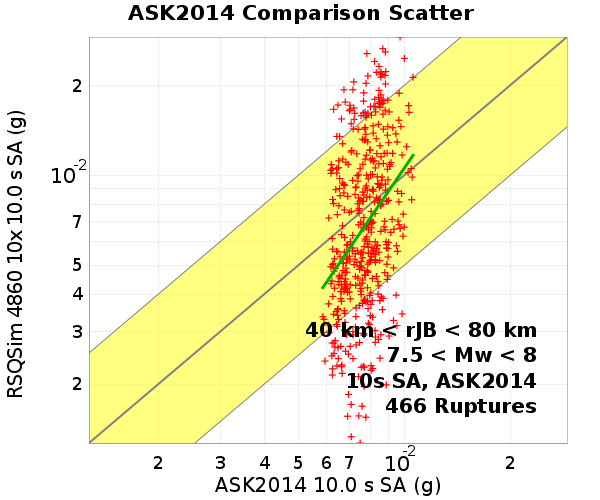 ASK2014 Comparison Scatter
RSQSim 4860 10x 10.0 s SA (g)
2
10^-2
7
5
4
3
2
40 km < rJB < 80 km
7.5 < Mw < 8
10s SA, ASK2014
466 Ruptures
2 3 4 5 6 7 10^-2 2
ASK2014 10.0 s SA (g)